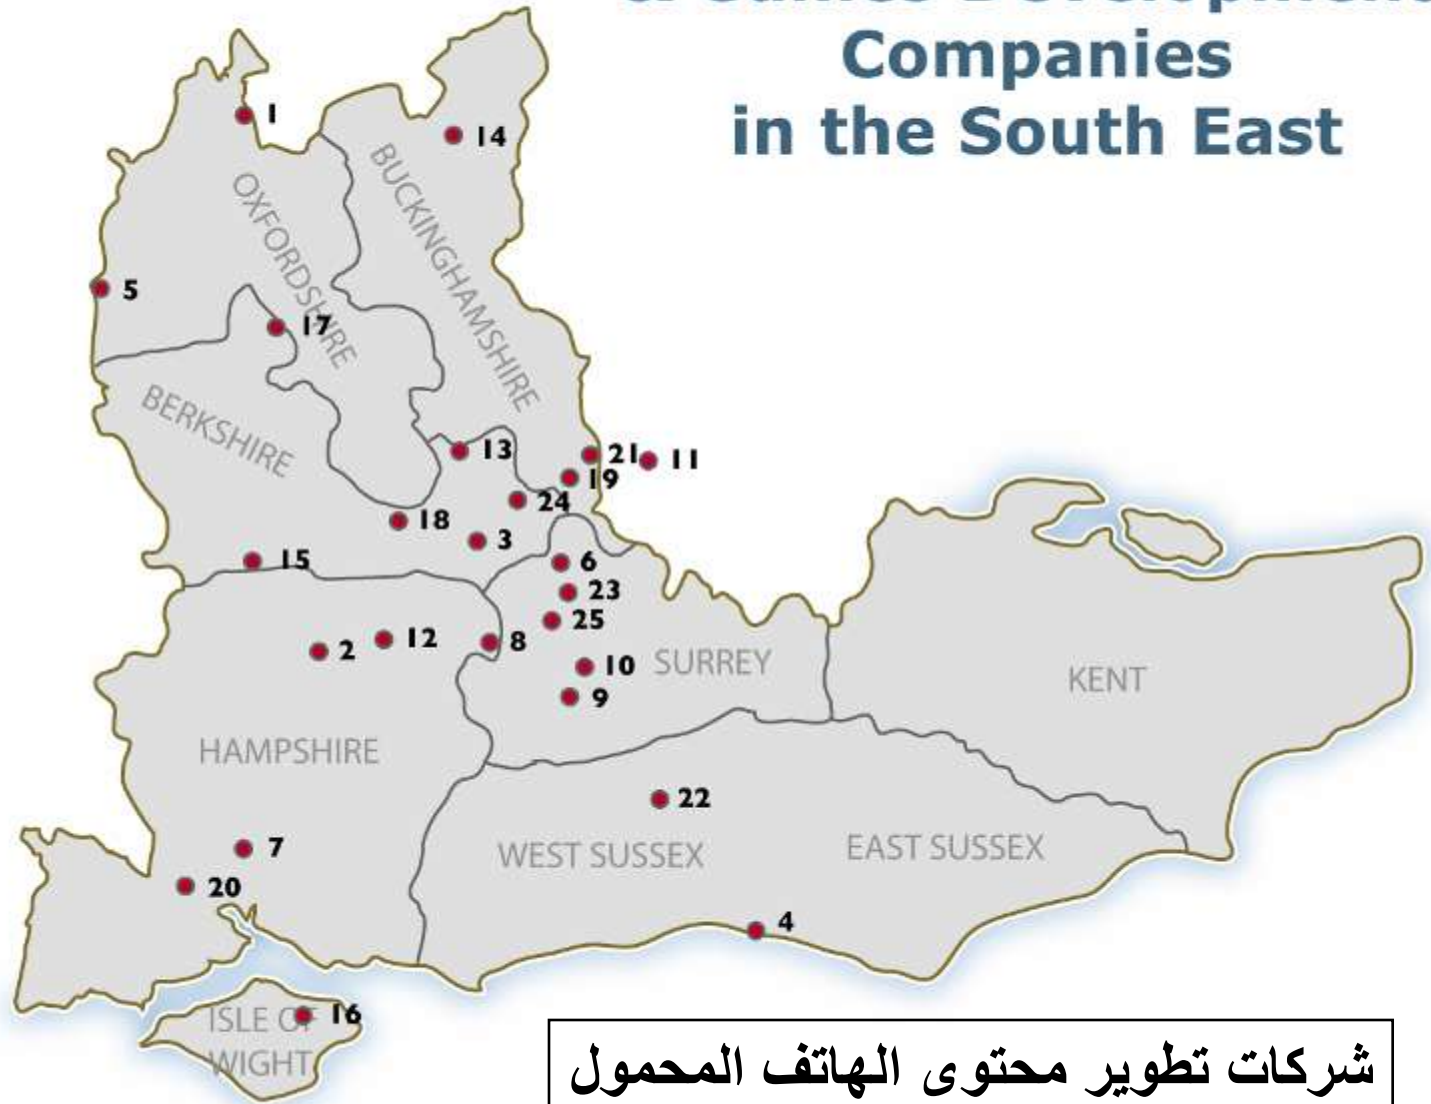 & Games Development
Companies
in the South East
1
14
OXFORDSHIRE
BUCKINGHAMSHIRE
5
17
BERKSHIRE
13
21
11
19
24
18
3
15
6
23
25
2
12
8
10
SURREY
9
KENT
HAMPSHIRE
22
7
WEST SUSSEX
EAST SUSSEX
20
4
ISLE OF
WIGHT
16
شركات تطوير محتوى الهاتف المحمول